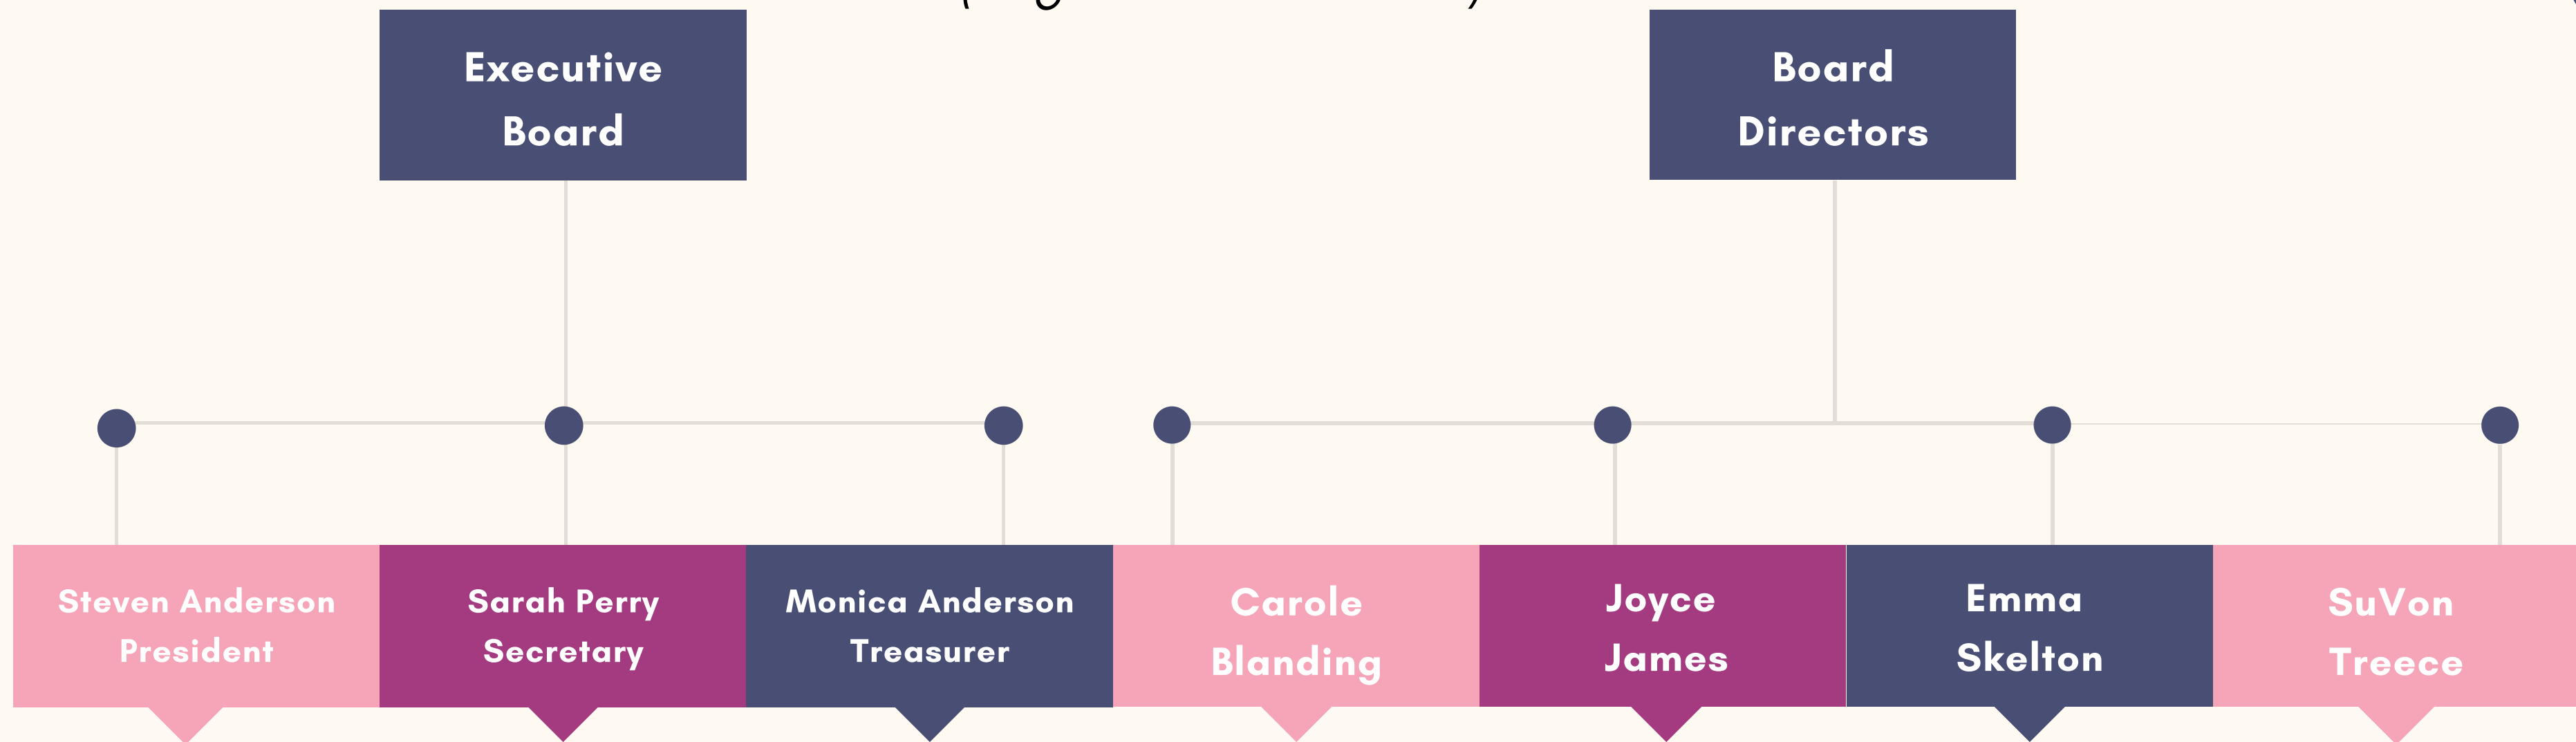 Executive
Board
Board
Directors
Steven Anderson
President
Sarah Perry
Secretary
Monica Anderson
Treasurer
Carole
Blanding
Joyce
James
Emma
Skelton
SuVon
Treece